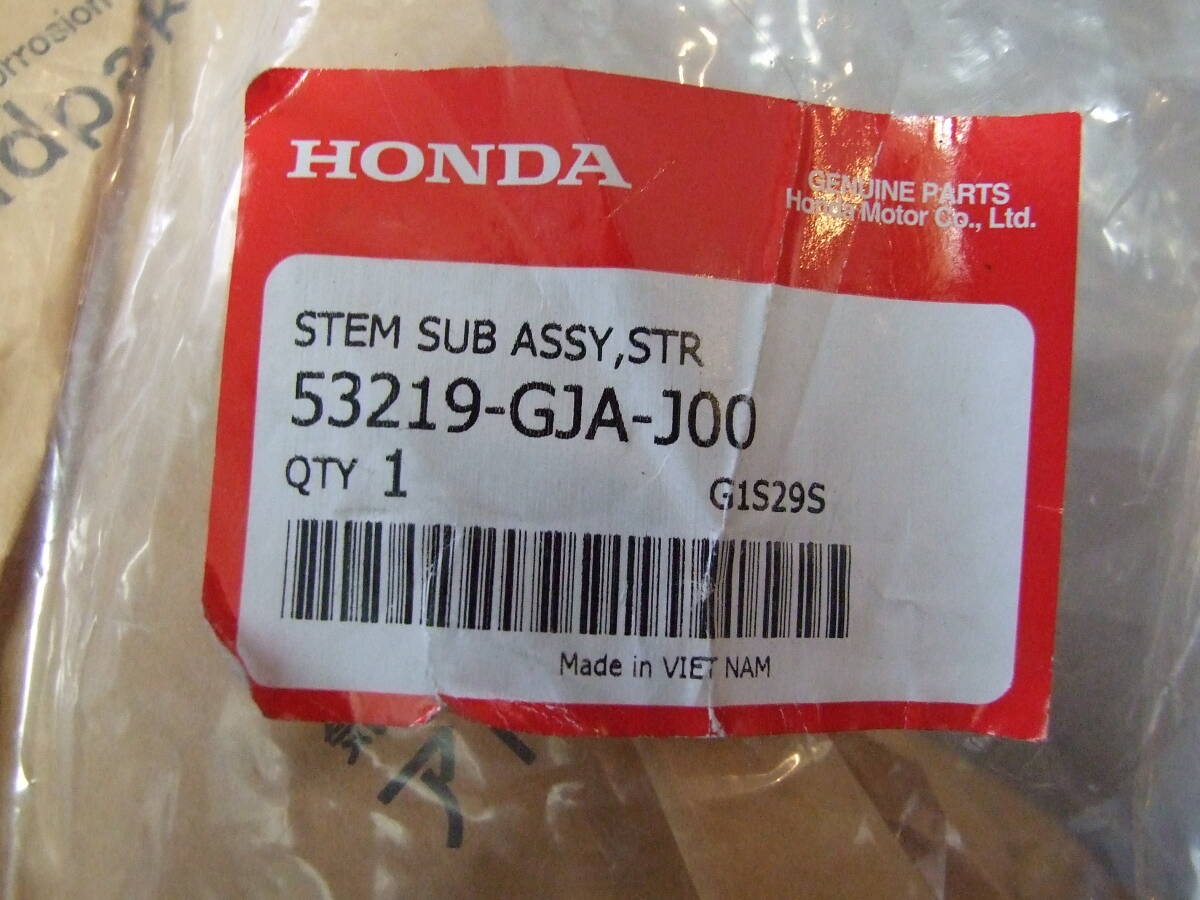 orrosion
HONDA
GENUINE PARTS
Honda Motor Co., Ltd.
STEM SUB ASSY,STR
53219-GJA-J00
QTY 1
G1S29S
Made in VIET NAM